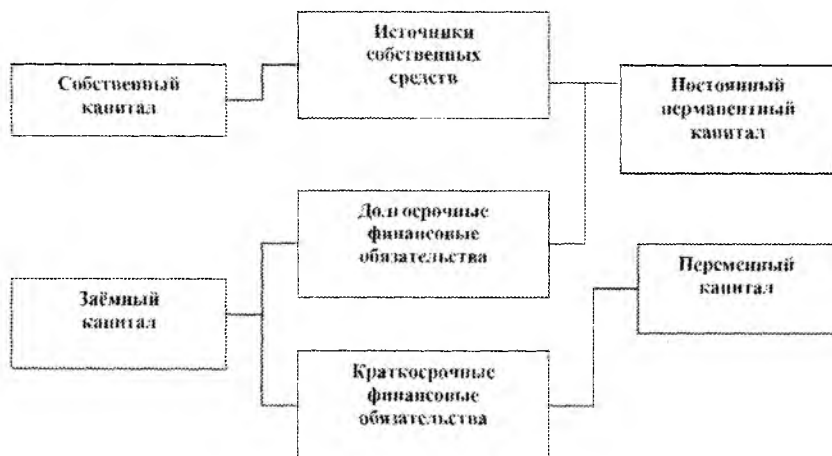 Источники
собственных
средств
Собственный
капитал
Постоянный
перманентный
капитал
Долгосрочные
финансовые
обязательства
Переменный
капитал
Заёмный
капитал
Краткосрочные
финансовые
обязательства